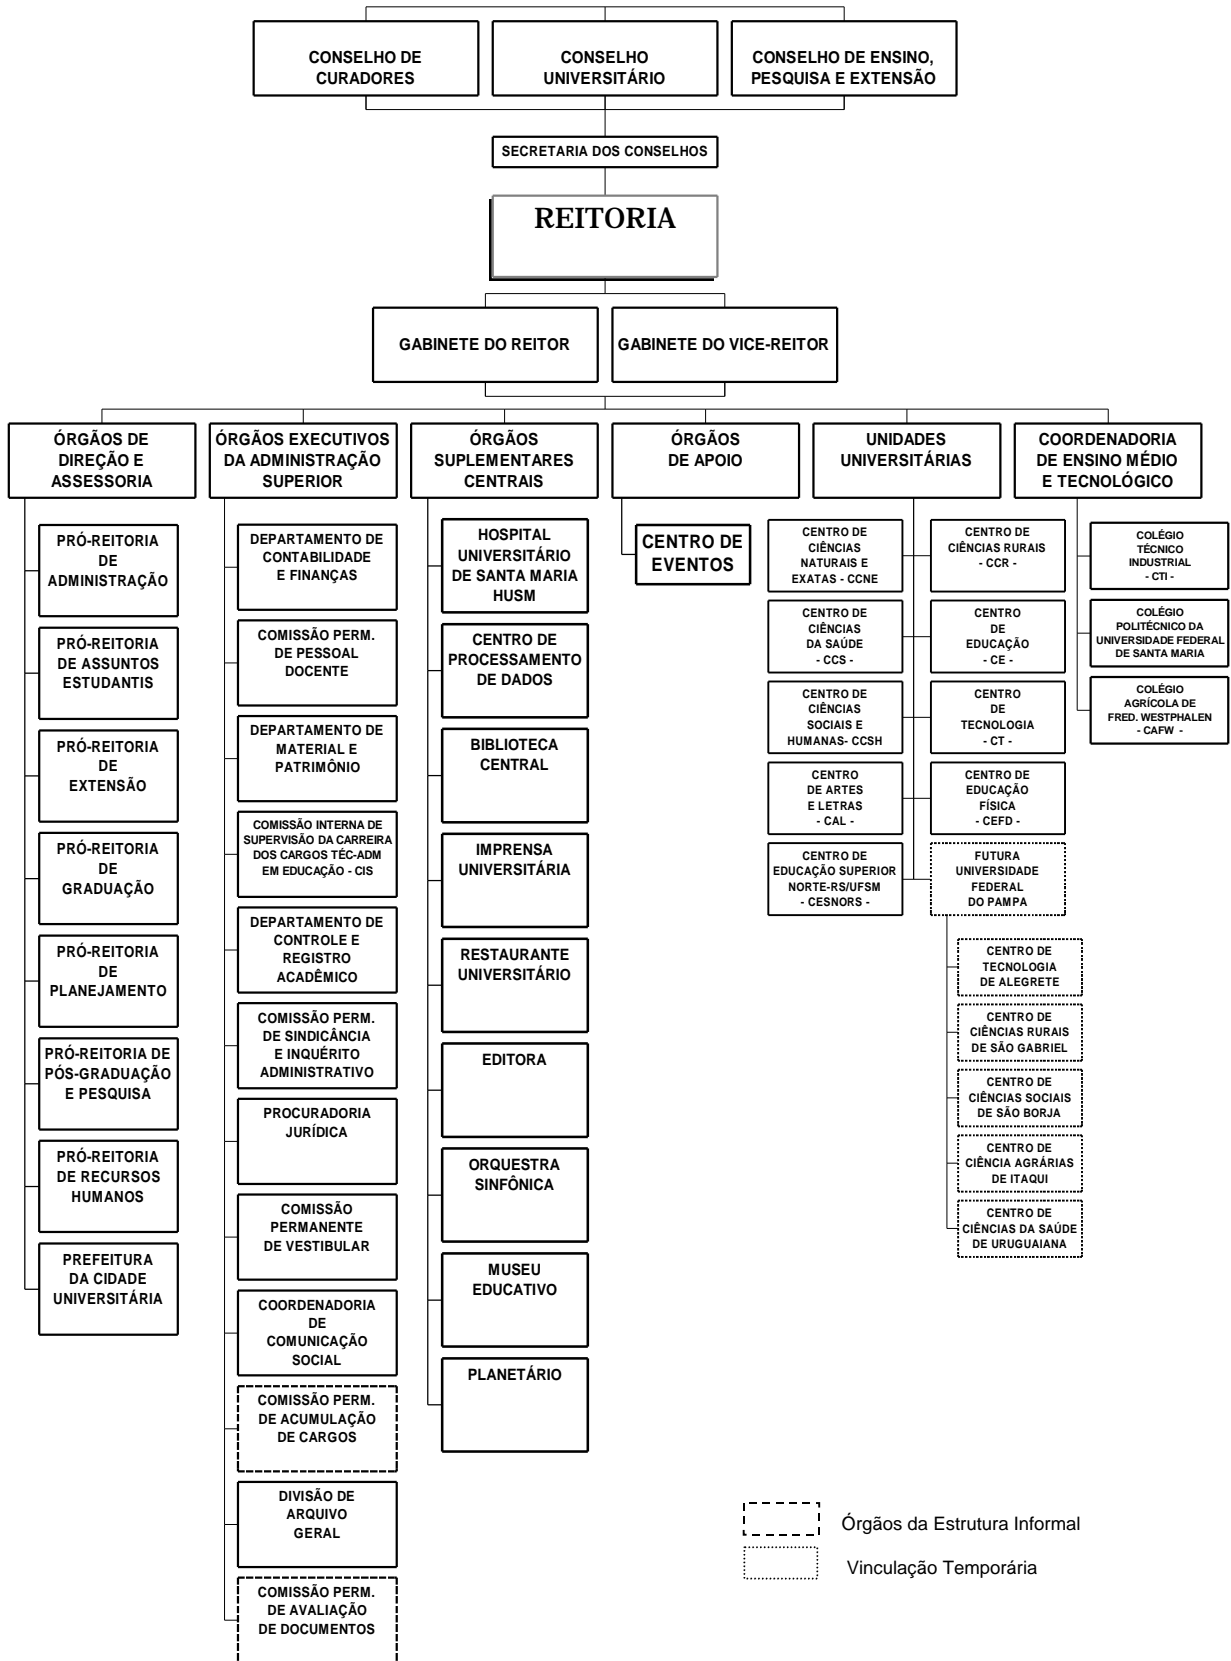 CONSELHO DE
CURADORES
CONSELHO
UNIVERSITÁRIO
CONSELHO DE ENSINO,
PESQUISA E EXTENSÃO
SECRETARIA DOS CONSELHOS
REITORIA
GABINETE DO REITOR
GABINETE DO VICE-REITOR
ÓRGÃOS DE
DIREÇÃO E
ASSESSORIA
ÓRGÃOS EXECUTIVOS
DA ADMINISTRAÇÃO
SUPERIOR
ÓRGÃOS
SUPLEMENTARES
CENTRAIS
ÓRGÃOS
DE APOIO
UNIDADES
UNIVERSITÁRIAS
COORDENADORIA
DE ENSINO MÉDIO
E TECNOLÓGICO
PRÓ-REITORIA
DE
ADMINISTRAÇÃO
PRÓ-REITORIA
DE ASSUNTOS
ESTUDANTIS
PRÓ-REITORIA
DE
EXTENSÃO
PRÓ-REITORIA
DE
GRADUAÇÃO
PRÓ-REITORIA
DE
PLANEJAMENTO
PRÓ-REITORIA DE
PÓS-GRADUAÇÃO
E PESQUISA
PRÓ-REITORIA
DE RECURSOS
HUMANOS
PREFEITURA
DA CIDADE
UNIVERSITÁRIA
DEPARTAMENTO DE
CONTABILIDADE
E FINANÇAS
COMISSÃO PERM.
DE PESSOAL
DOCENTE
DEPARTAMENTO DE
MATERIAL E
PATRIMÔNIO
COMISSÃO INTERNA DE
SUPERVISÃO DA CARREIRA
DOS CARGOS TÉC-ADM
EM EDUCAÇÃO - CIS
DEPARTAMENTO DE
CONTROLE E
REGISTRO
ACADÊMICO
COMISSÃO PERM.
DE SINDICÂNCIA
E INQUÉRITO
ADMINISTRATIVO
PROCURADORIA
JURÍDICA
COMISSÃO
PERMANENTE
DE VESTIBULAR
COORDENADORIA
DE
COMUNICAÇÃO
SOCIAL
COMISSÃO PERM.
DE ACUMULAÇÃO
DE CARGOS
DIVISÃO DE
ARQUIVO
GERAL
COMISSÃO PERM.
DE AVALIAÇÃO
DE DOCUMENTOS
HOSPITAL
UNIVERSITÁRIO
DE SANTA MARIA
HUSM
CENTRO DE
PROCESSAMENTO
DE DADOS
BIBLIOTECA
CENTRAL
IMPRENSA
UNIVERSITÁRIA
RESTAURANTE
UNIVERSITÁRIO
EDITORA
ORQUESTRA
SINFÔNICA
MUSEU
EDUCATIVO
PLANETÁRIO
CENTRO DE
EVENTOS
CENTRO DE
CIÊNCIAS
NATURAIS E
EXATAS - CCNE
CENTRO DE
CIÊNCIAS RURAIS
- CCR -
CENTRO DE
CIÊNCIAS
DA SAÚDE
- CCS -
CENTRO
DE
EDUCAÇÃO
- CE -
CENTRO DE
CIÊNCIAS
SOCIAIS E
HUMANAS- CCSH
CENTRO
DE
TECNOLOGIA
- CT -
CENTRO
DE ARTES
E LETRAS
- CAL -
CENTRO DE
EDUCAÇÃO
FÍSICA
- CEFD -
CENTRO DE
EDUCAÇÃO SUPERIOR
NORTE-RS/UFSM
- CESNORS -
FUTURA
UNIVERSIDADE
FEDERAL
DO PAMPA
CENTRO DE
TECNOLOGIA
DE ALEGRETE
CENTRO DE
CIÊNCIAS RURAIS
DE SÃO GABRIEL
CENTRO DE
CIÊNCIAS SOCIAIS
DE SÃO BORJA
CENTRO DE
CIÊNCIA AGRÁRIAS
DE ITAQUI
CENTRO DE
CIÊNCIAS DA SAÚDE
DE URUGUAIANA
COLÉGIO
TÉCNICO
INDUSTRIAL
- CTI -
COLÉGIO
POLITÉCNICO DA
UNIVERSIDADE FEDERAL
DE SANTA MARIA
COLÉGIO
AGRÍCOLA DE
FRED. WESTPHALEN
- CAFW -
Órgãos da Estrutura Informal
Vinculação Temporária